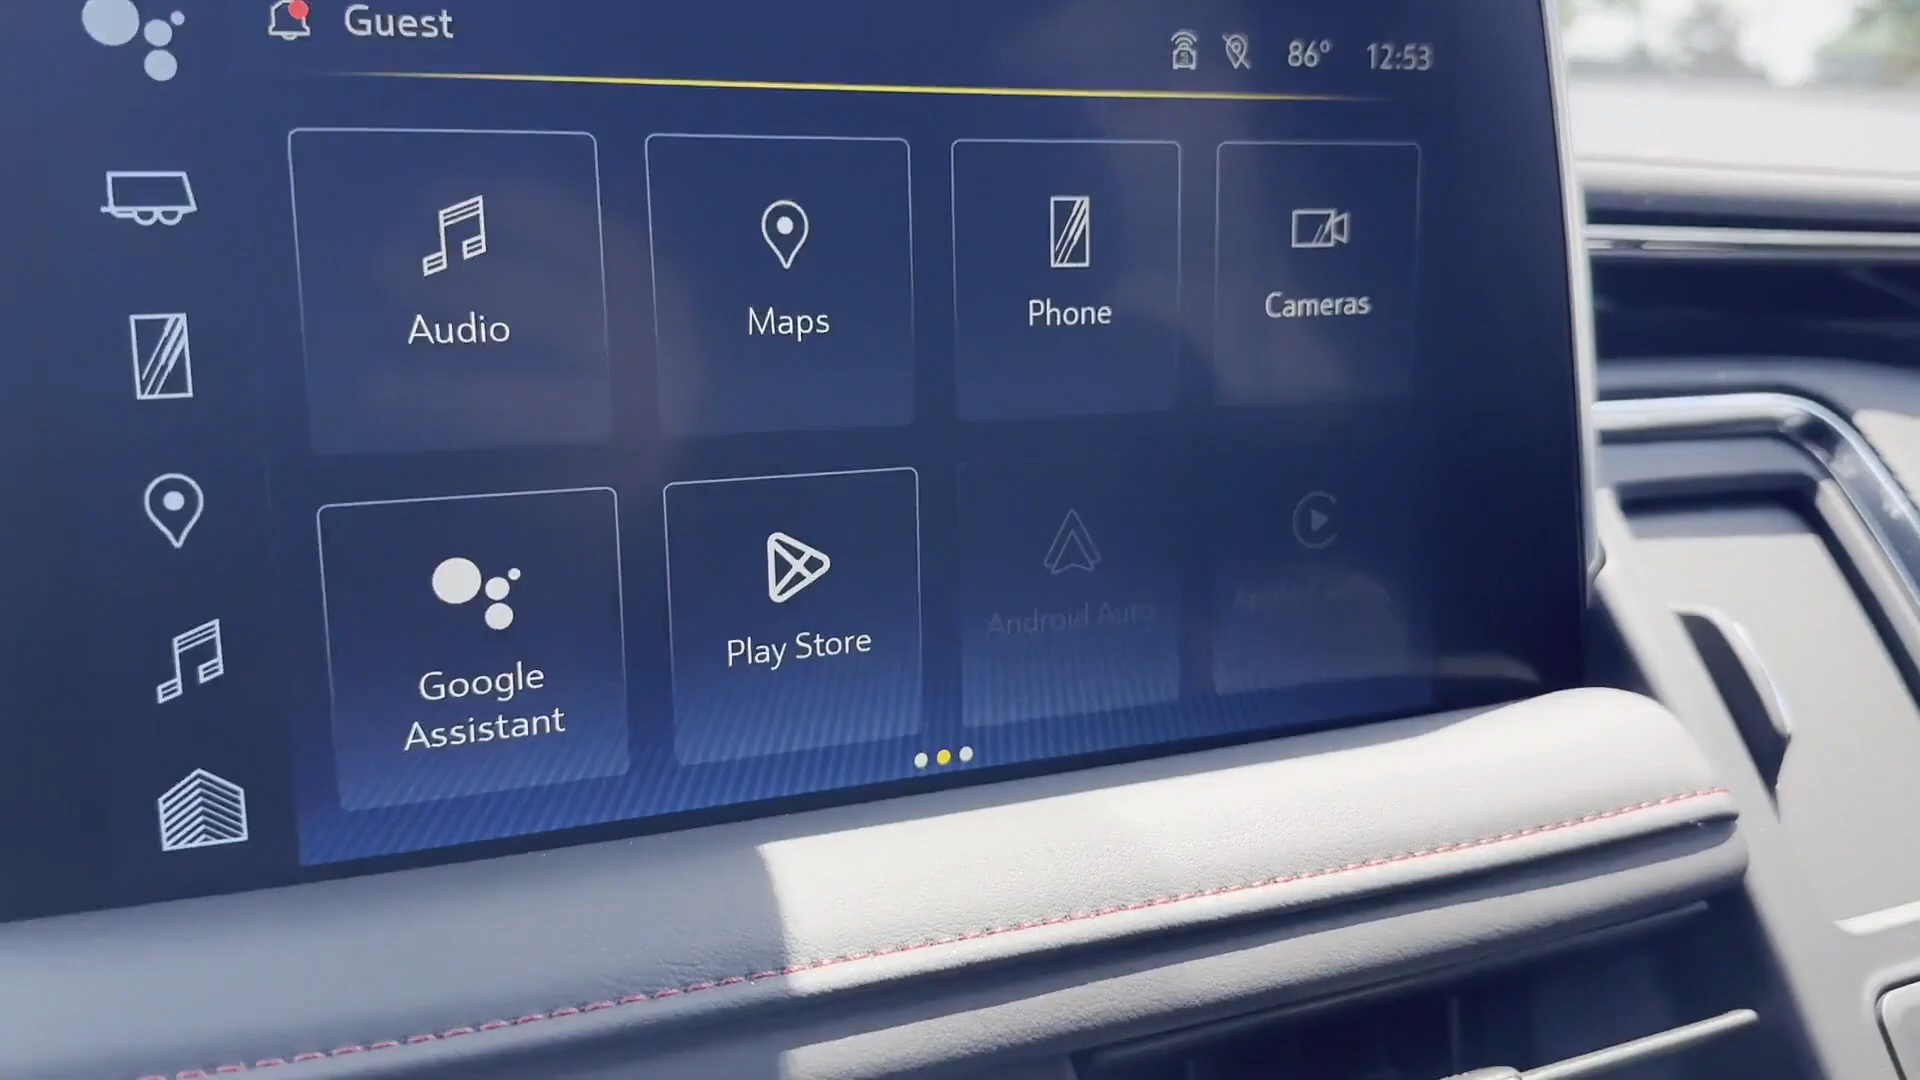 Guest
86° 12:53
Audio
Maps
Phone
Cameras
Google
Assistant
Play Store
Android Auto